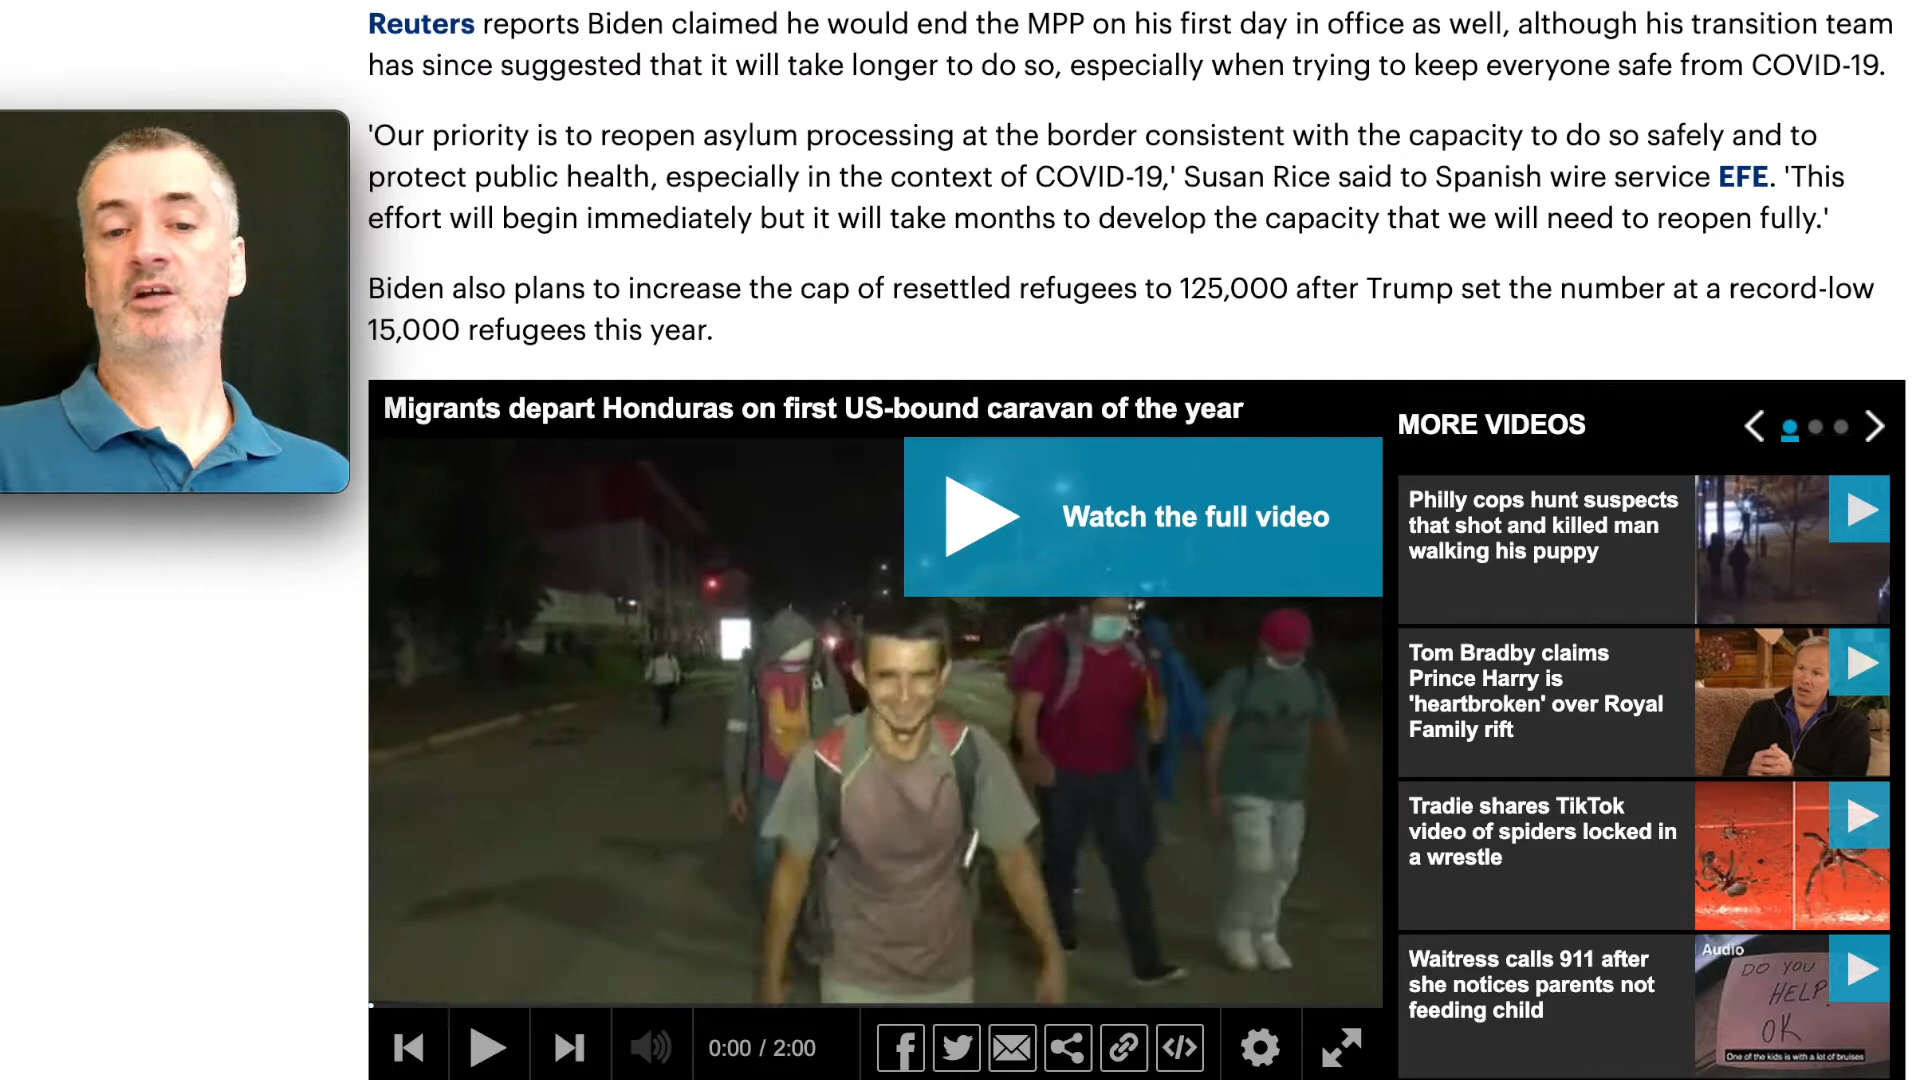 Reuters reports Biden claimed he would end the MPP on his first day in office as well, although his transition team
has since suggested that it will take longer to do so, especially when trying to keep everyone safe from COVID-19.
'Our priority is to reopen asylum processing at the border consistent with the capacity to do so safely and to
protect public health, especially in the context of COVID-19,' Susan Rice said to Spanish wire service EFE. 'This
effort will begin immediately but it will take months to develop the capacity that we will need to reopen fully.'
Biden also plans to increase the cap of resettled refugees to 125,000 after Trump set the number at a record-low
15,000 refugees this year.
Migrants depart Honduras on first US-bound caravan of the year
Watch the full video
MORE VIDEOS
Philly cops hunt suspects
that shot and killed man
walking his puppy
Tom Bradby claims
Prince Harry is
'heartbroken' over Royal
Family rift
Tradie shares TikTok
video of spiders locked in
a wrestle
Waitress calls 911 after
she notices parents not
feeding child
Audio
DO YOU
HELP
OK
One of the kids is with a lot of bruises
0:00 / 2:00